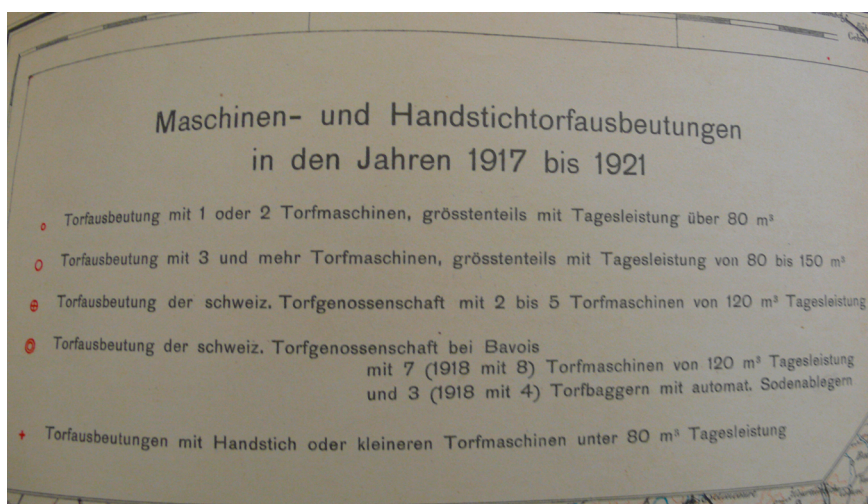 Maschinen- und Handstichtorfausbeutungen
in den Jahren 1917 bis 1921
Torfausbeutung mit 1 oder 2 Torfmaschinen, grösstenteils mit Tagesleistung über 80 m³
Torfausbeutung mit 3 und mehr Torfmaschinen, grösstenteils mit Tagesleistung von 80 bis 150 m³
Torfausbeutung der schweiz. Torfgenossenschaft mit 2 bis 5 Torfmaschinen von 120 m³ Tagesleistung
Torfausbeutung der schweiz. Torfgenossenschaft bei Bavois
mit 7 (1918 mit 8) Torfmaschinen von 120 m³ Tagesleistung
und 3 (1918 mit 4) Torfbaggern mit automat. Sodenablegern
Torfausbeutungen mit Handstich oder kleineren Torfmaschinen unter 80 m³ Tagesleistung